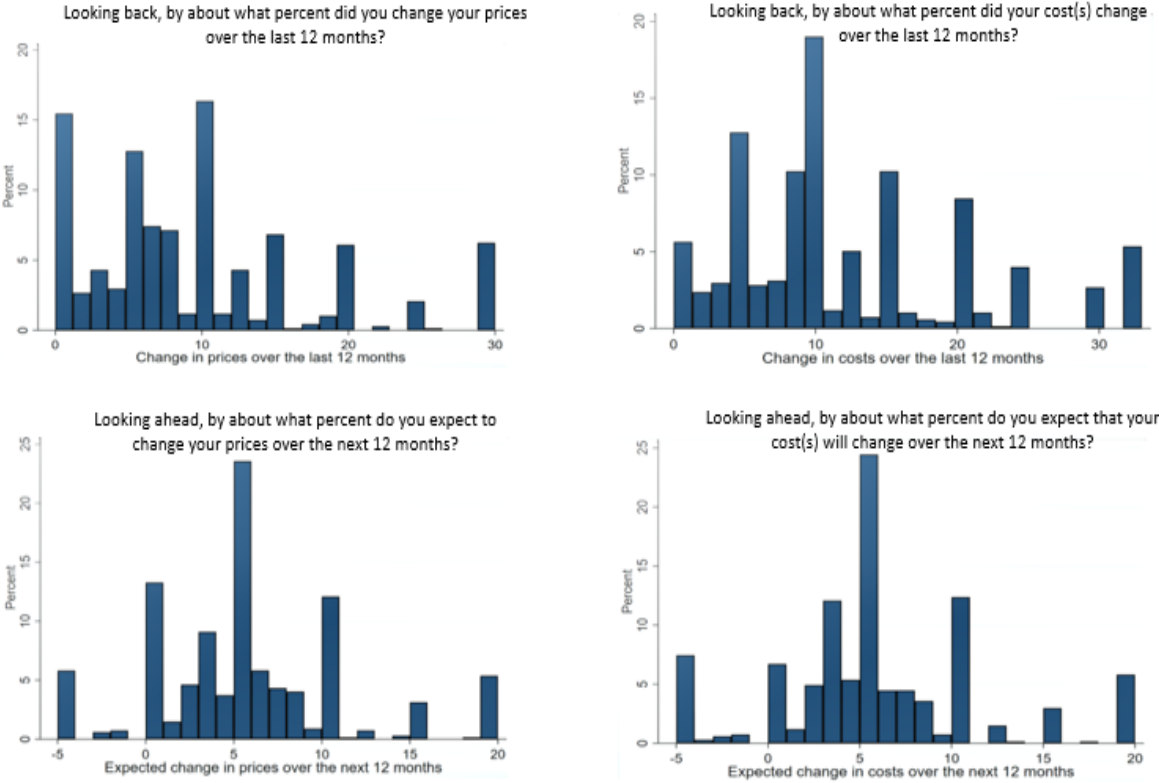 Looking back, by about what percent did you change your prices
over the last 12 months?
20
15
10
5
0
Percent
0 10 20 30
Change in prices over the last 12 months
Looking back, by about what percent did your cost(s) change
over the last 12 months?
20
15
10
5
0
Percent
0 10 20 30
Change in costs over the last 12 months
Looking ahead, by about what percent do you expect to
change your prices over the next 12 months?
25
20
15
10
5
0
Percent
-5 0 5 10 15 20
Expected change in prices over the next 12 months
Looking ahead, by about what percent do you expect that your
cost(s) will change over the next 12 months?
25
20
15
10
5
0
Percent
-5 0 5 10 15 20
Expected change in costs over the next 12 months